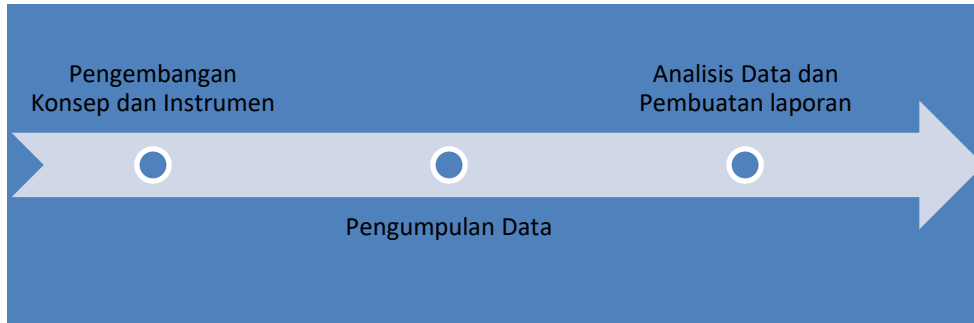 Pengembangan
Konsep dan Instrumen
Pengumpulan Data
Analisis Data dan
Pembuatan laporan